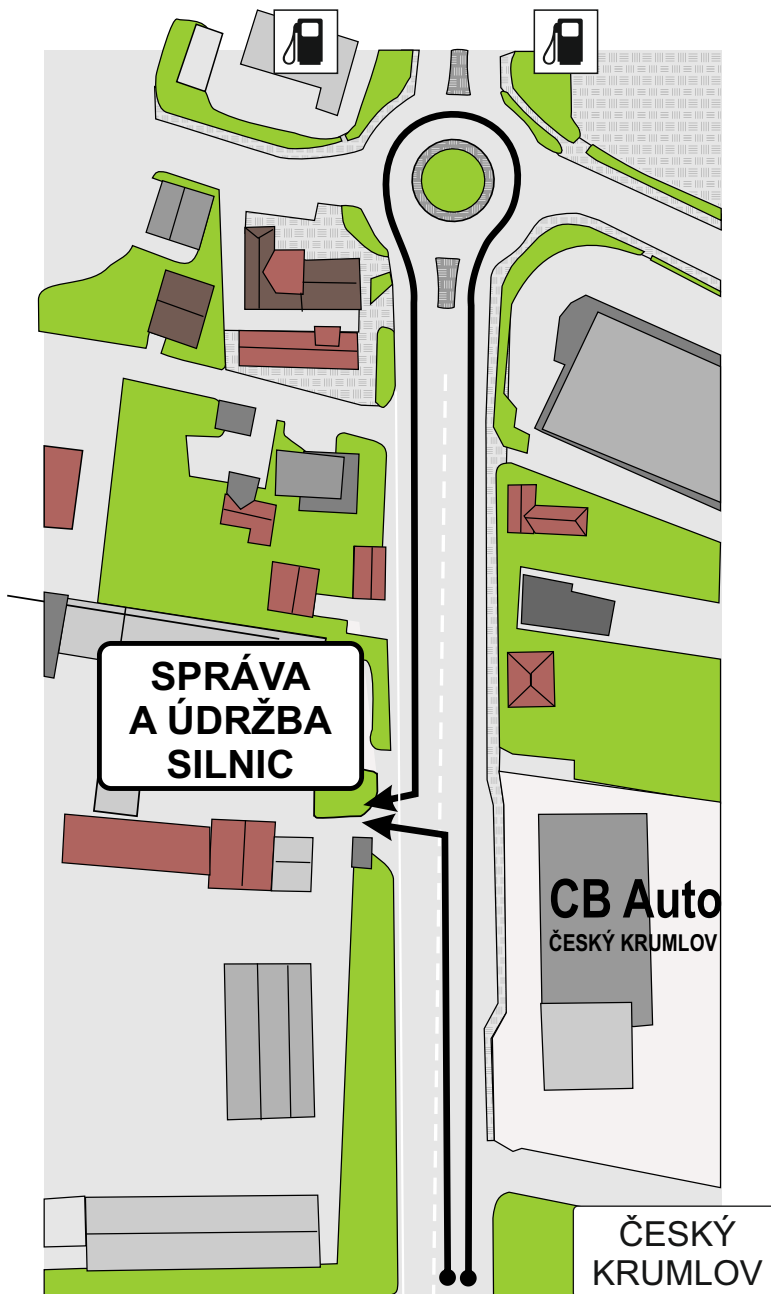 SPRÁVA
A ÚDRŽBA
SILNIC
CB Auto
ČESKÝ KRUMLOV
ČESKÝ
KRUMLOV